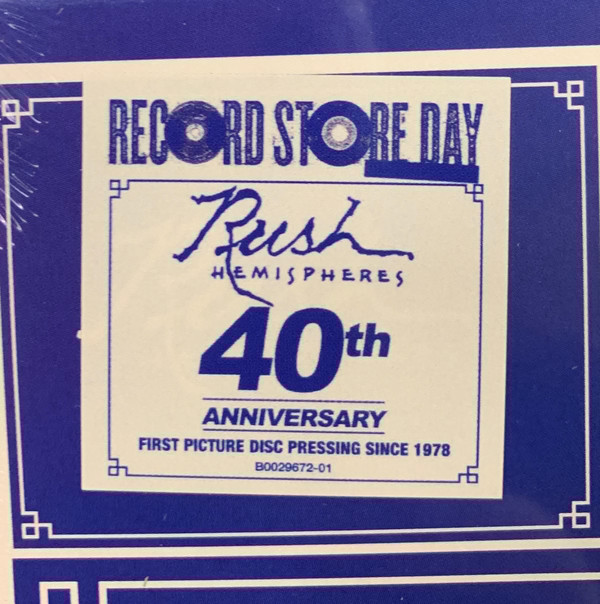 RECORD STORE DAY
Rush
HEMISPHERES
40th
ANNIVERSARY
FIRST PICTURE DISC PRESSING SINCE 1978
B0029672-01